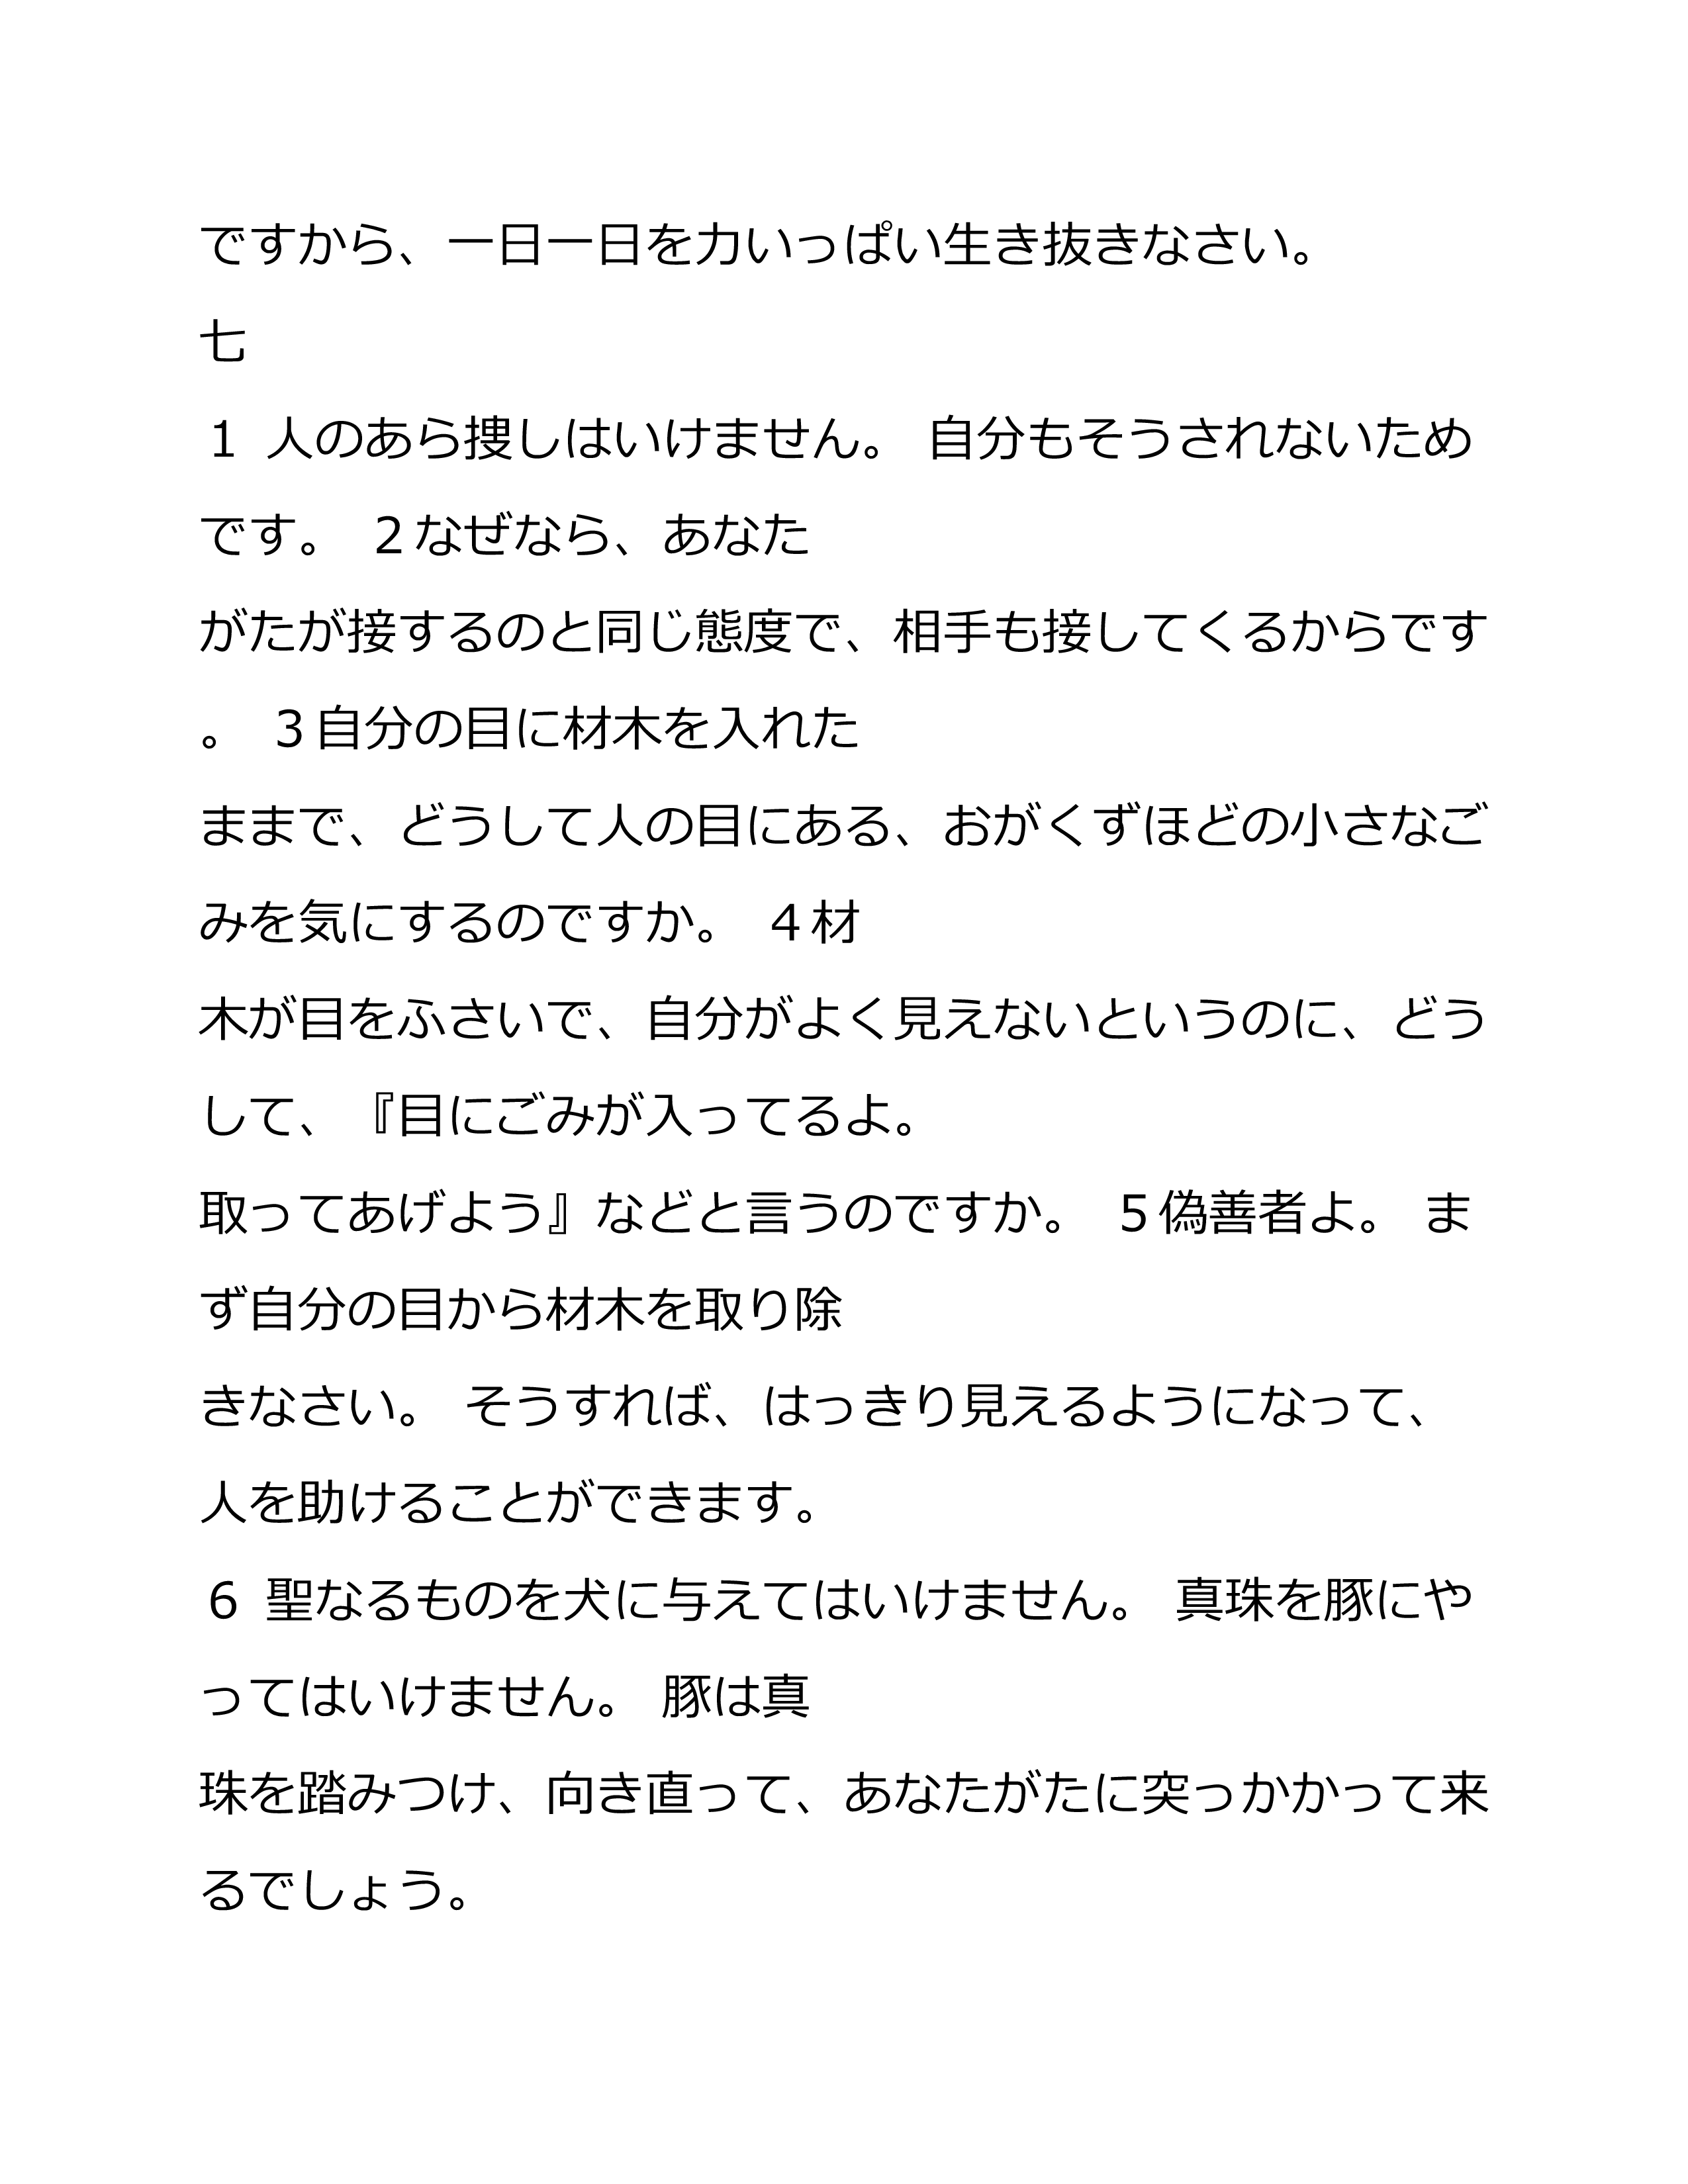 ですから、一日一日を力いっぱい生き抜きなさい。
七
１ 人のあら捜しはいけません。 自分もそうされないため
です。 ２なぜなら、あなた
がたが接するのと同じ態度で、相手も接してくるからです
。 ３自分の目に材木を入れた
ままで、どうして人の目にある、おがくずほどの小さなご
みを気にするのですか。 ４材
木が目をふさいで、自分がよく見えないというのに、どう
して、『目にごみが入ってるよ。
取ってあげよう』などと言うのですか。 ５偽善者よ。 ま
ず自分の目から材木を取り除
きなさい。 そうすれば、はっきり見えるようになって、
人を助けることができます。
６ 聖なるものを犬に与えてはいけません。 真珠を豚にや
ってはいけません。 豚は真
珠を踏みつけ、向き直って、あなたがたに突っかかって来
るでしょう。